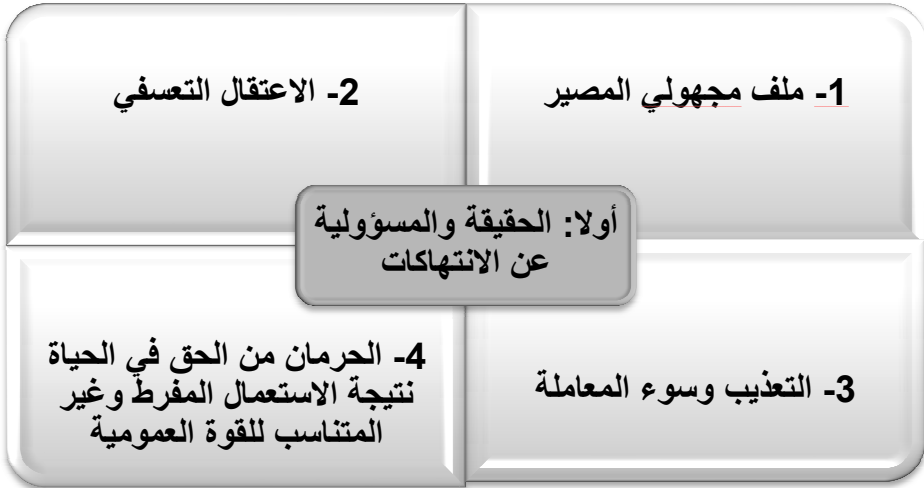 أولا: الحقيقة والمسؤولية
عن الانتهاكات
1- ملف مجهولي المصير
2- الاعتقال التعسفي
3- التعذيب وسوء المعاملة
4- الحرمان من الحق في الحياة
نتيجة الاستعمال المفرط وغير
المتناسب للقوة العمومية